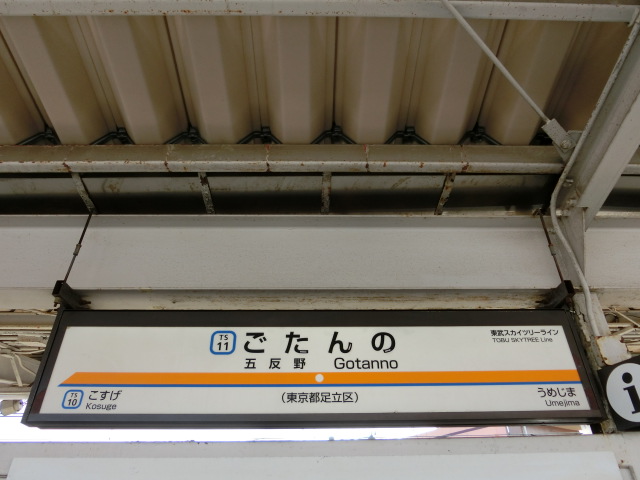 TS
11
ごたんの
五反野 Gotanno
東武スカイツリーライン
TOBU SKYTREE Line
TS
10
こすげ
Kosuge
(東京都足立区)
うめじま
Umejima
i